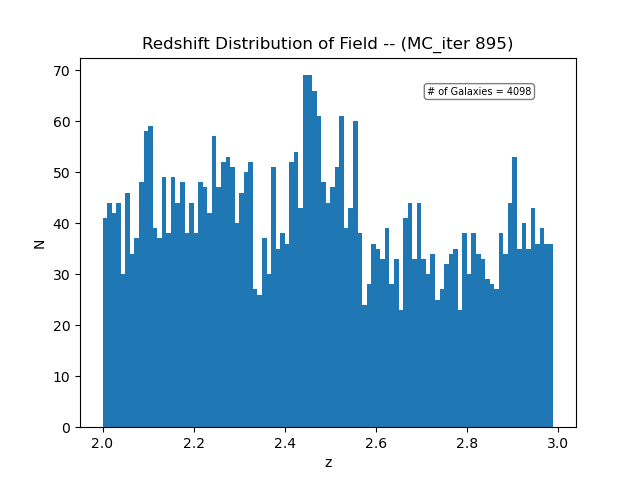 Redshift Distribution of Field -- (MC_iter 895)
# of Galaxies = 4098
70
60
50
40
30
20
10
0
N
2.0 2.2 2.4 2.6 2.8 3.0
z